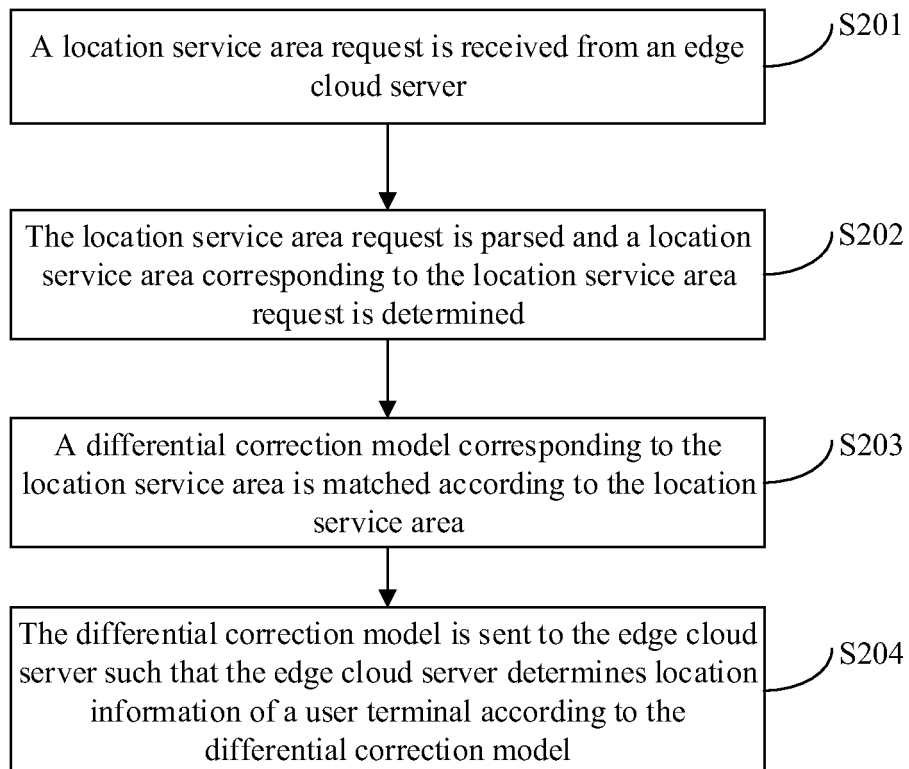 A location service area request is received from an edge
cloud server
S201
The location service area request is parsed and a location
service area corresponding to the location service area
request is determined
S202
A differential correction model corresponding to the
location service area is matched according to the location
service area
S203
The differential correction model is sent to the edge cloud
server such that the edge cloud server determines location
information of a user terminal according to the
differential correction model
S204